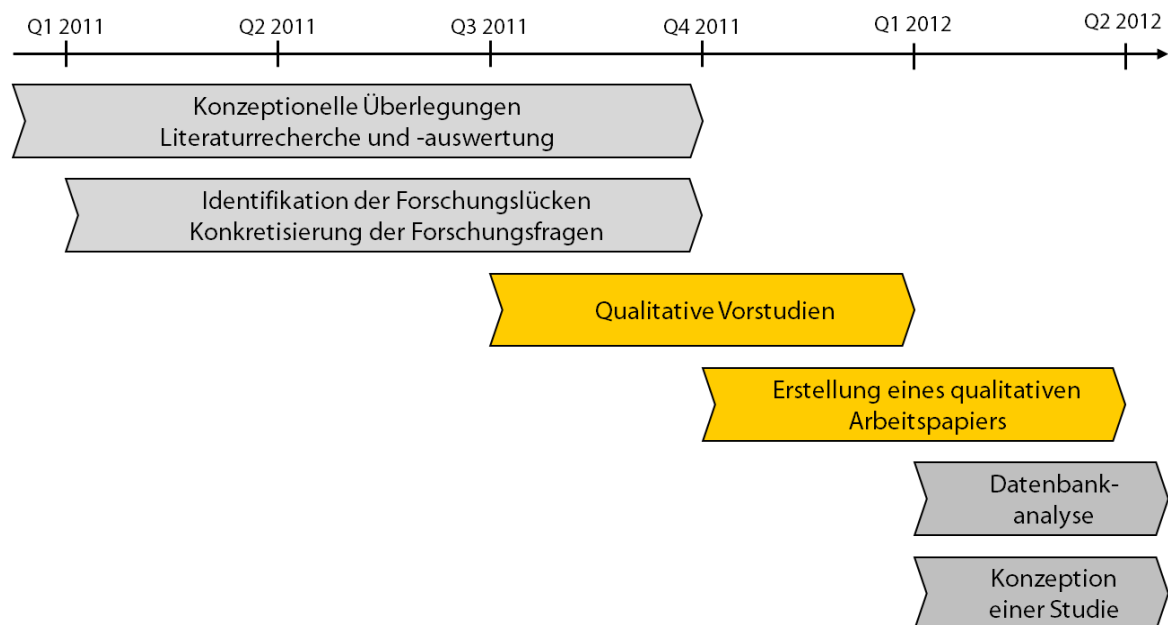 Q1 2011
Q2 2011
Q3 2011
Q4 2011
Q1 2012
Q2 2012
Konzeptionelle Überlegungen
Literaturrecherche und -auswertung
Identifikation der Forschungslücken
Konkretisierung der Forschungsfragen
Qualitative Vorstudien
Erstellung eines qualitativen
Arbeitspapiers
Datenbank-
analyse
Konzeption
einer Studie